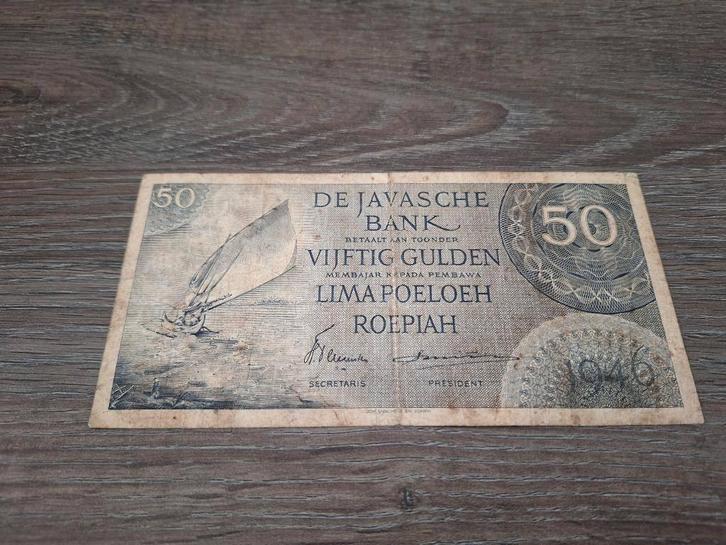 50
DE JAVASCHE
BANK
BETAALT AAN TOONDER
VIJFTIG GULDEN
MEMBAJAR KEPADA PEMBAWA
LIMA POELOEH
ROEPIAH
50
1946
SECRETARIS PRESIDENT